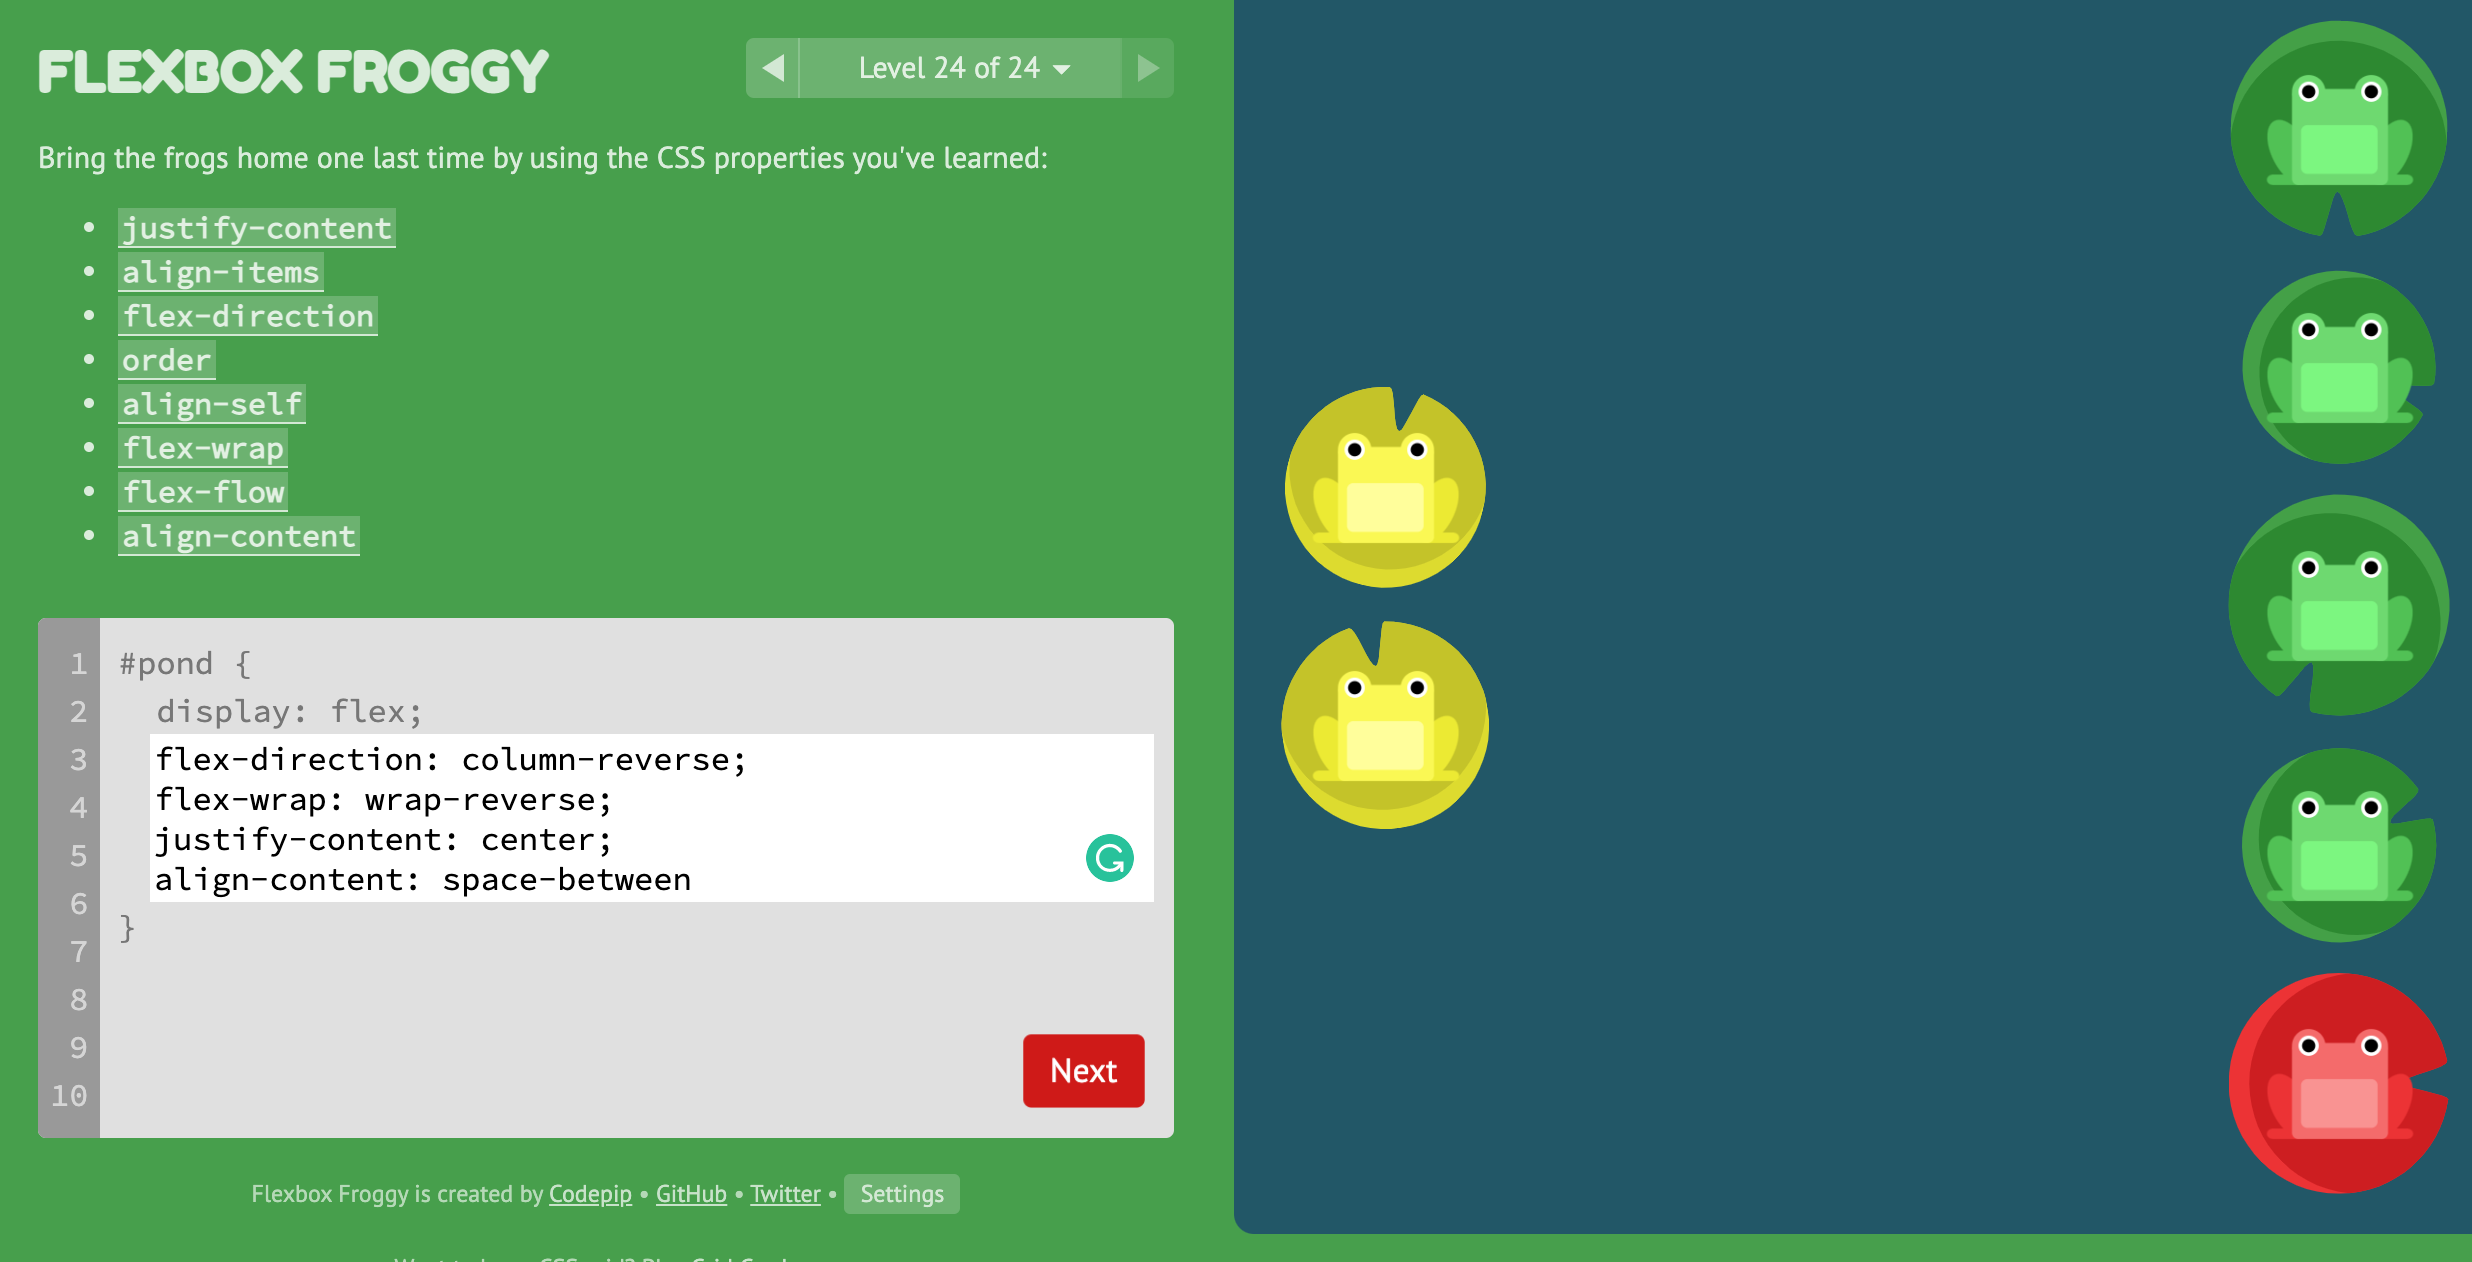 FLEXBOX FROGGY
Level 24 of 24
Bring the frogs home one last time by using the CSS properties you've learned:
• justify-content
• align-items
• flex-direction
• order
• align-self
• flex-wrap
• flex-flow
• align-content
1 #pond {
2 display: flex;
3 flex-direction: column-reverse;
4 flex-wrap: wrap-reverse;
5 justify-content: center;
6 align-content: space-between
7 }
8
9
10
Next
Flexbox Froggy is created by Codepip • GitHub • Twitter • Settings